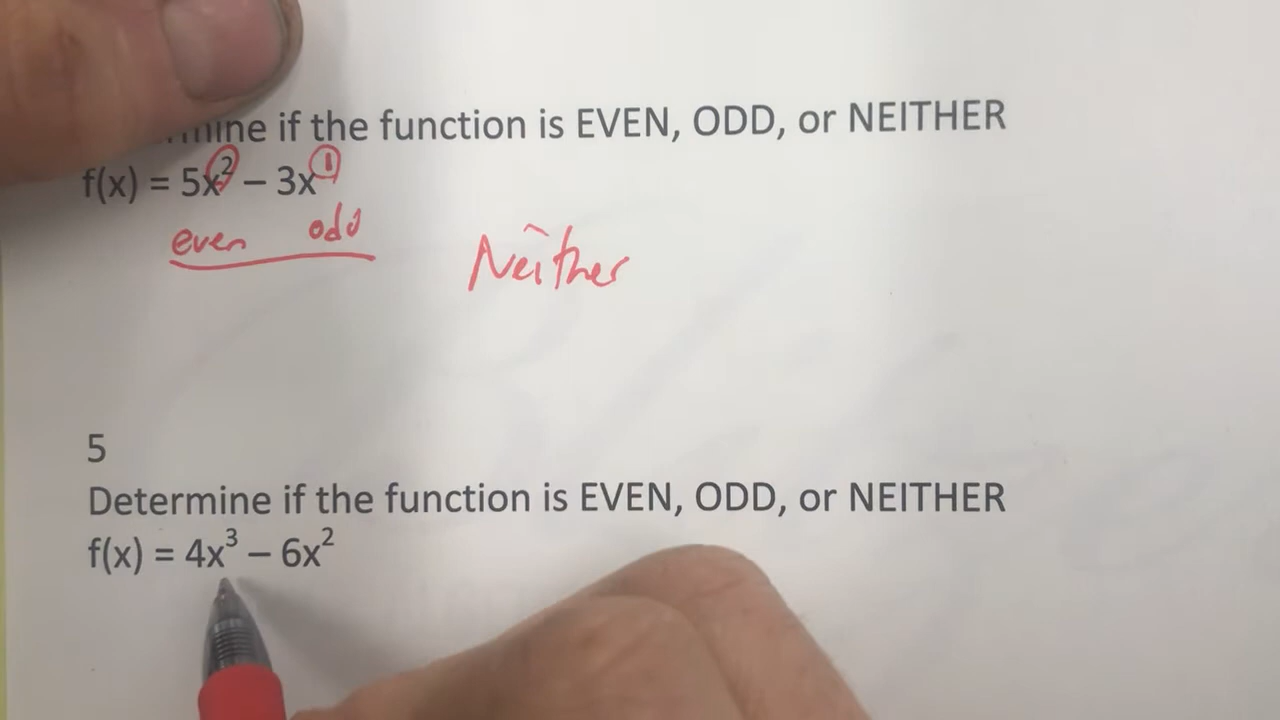 if the function is EVEN, ODD, or NEITHER
f(x) = 5x² – 3x¹
even odd
Neither
5
Determine if the function is EVEN, ODD, or NEITHER
f(x) = 4x³ – 6x²